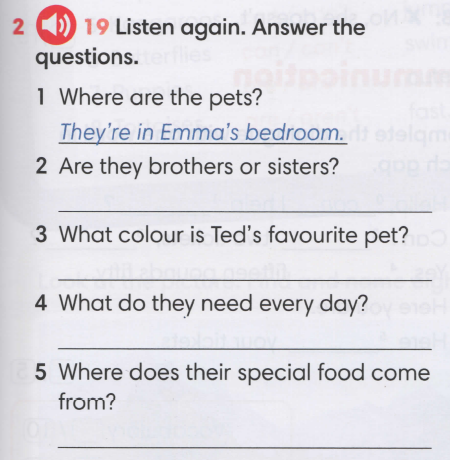 2 19 Listen again. Answer the
questions.
1 Where are the pets?
They're in Emma's bedroom.
2 Are they brothers or sisters?
3 What colour is Ted's favourite pet?
4 What do they need every day?
5 Where does their special food come
from?